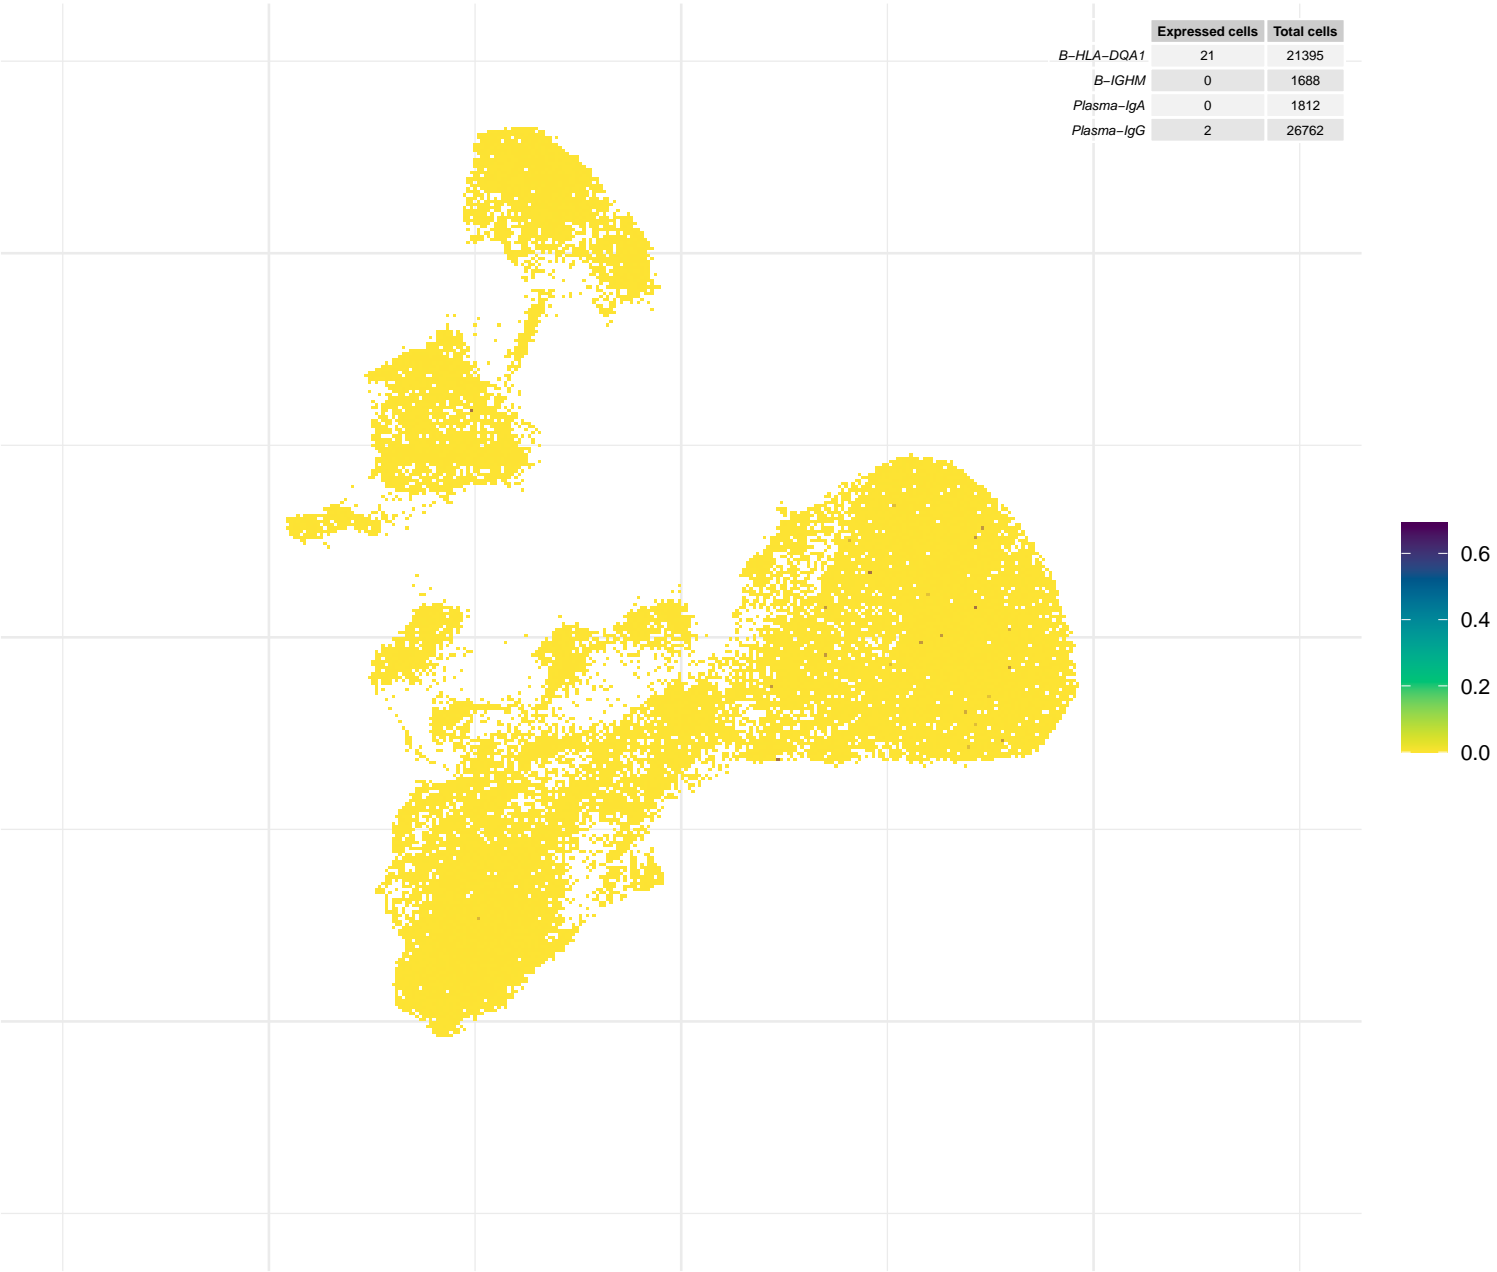 Expressed cells Total cells
B−HLA−DQA1 21 21395
B−IGHM 0 1688
Plasma−IgA 0 1812
Plasma−IgG 2 26762
0.6
0.4
0.2
0.0